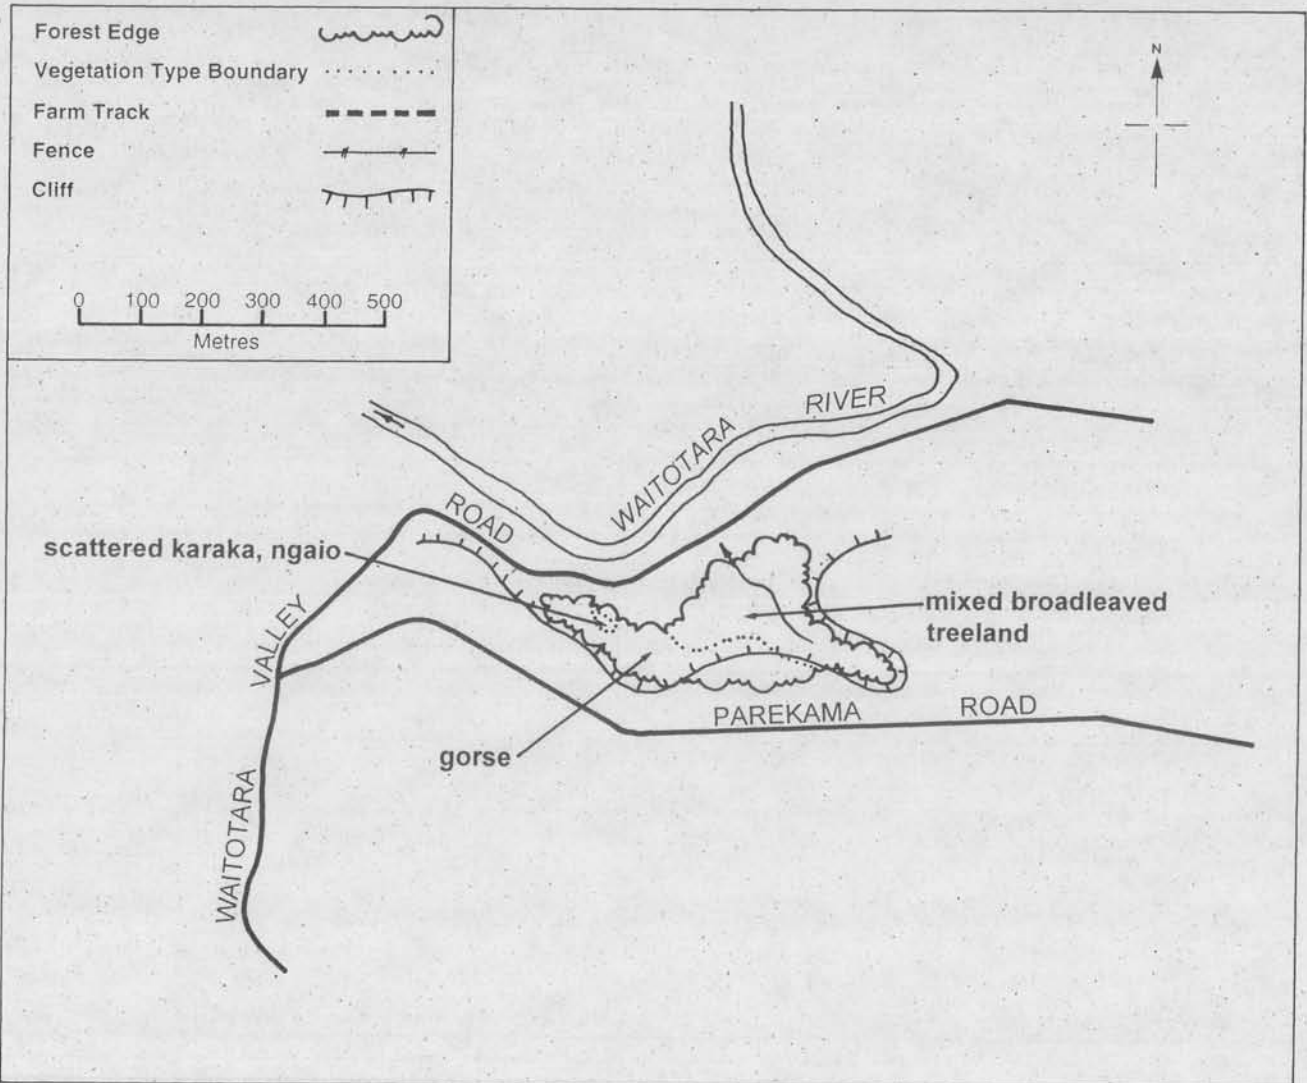 Forest Edge
Vegetation Type Boundary
Farm Track
Fence
Cliff
0 100 200 300 400 500
Metres
N
WAITOTARA RIVER
ROAD
scattered karaka, ngaio
mixed broadleaved
treeland
VALLEY
PAREKAMA ROAD
gorse
WAITOTARA